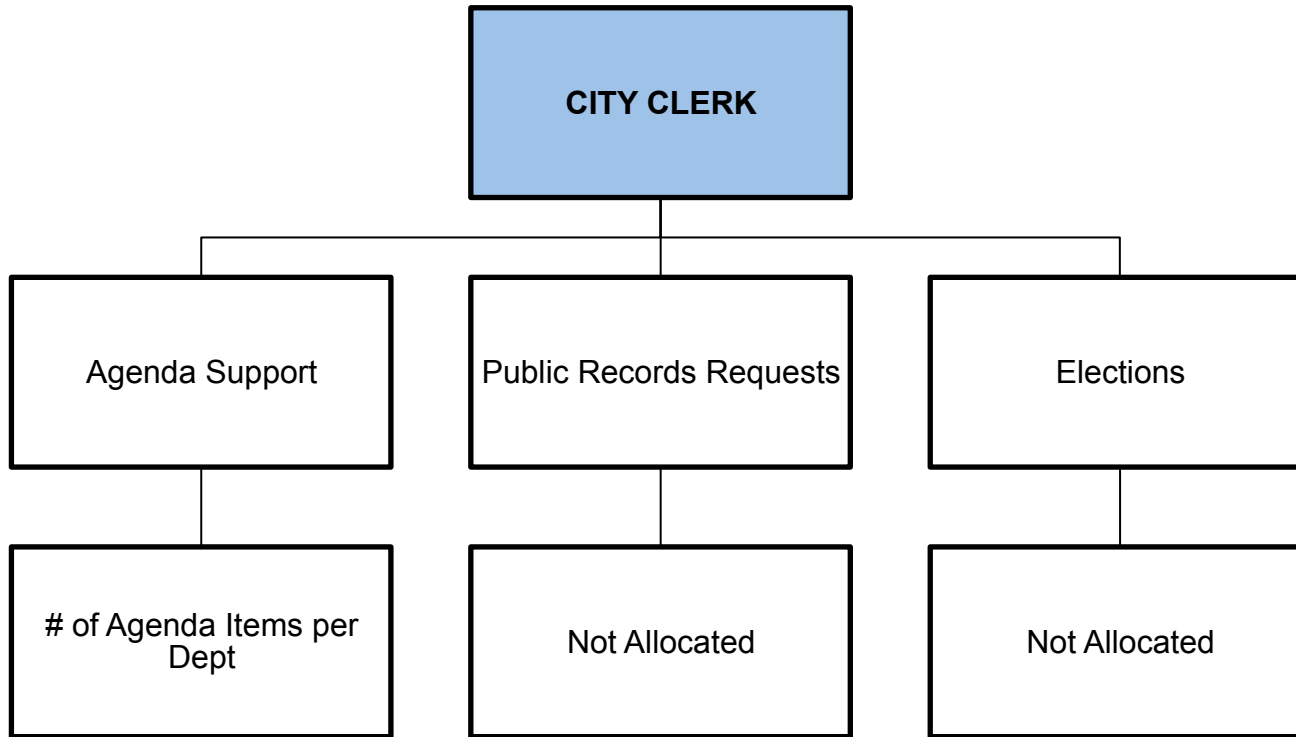 CITY CLERK
Agenda Support
Public Records Requests
Elections
# of Agenda Items per
Dept
Not Allocated
Not Allocated